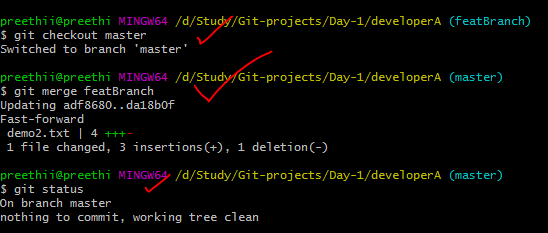 preethii@preethi MINGW64 /d/Study/Git-projects/Day-1/developerA (featBranch)
$ git checkout master
Switched to branch 'master'
preethii@preethi MINGW64 /d/Study/Git-projects/Day-1/developerA (master)
$ git merge featBranch
Updating adf8680..da18b0f
Fast-forward
demo2.txt | 4 +++-
1 file changed, 3 insertions(+), 1 deletion(-)
preethii@preethi MINGW64 /d/Study/Git-projects/Day-1/developerA (master)
$ git status
On branch master
nothing to commit, working tree clean